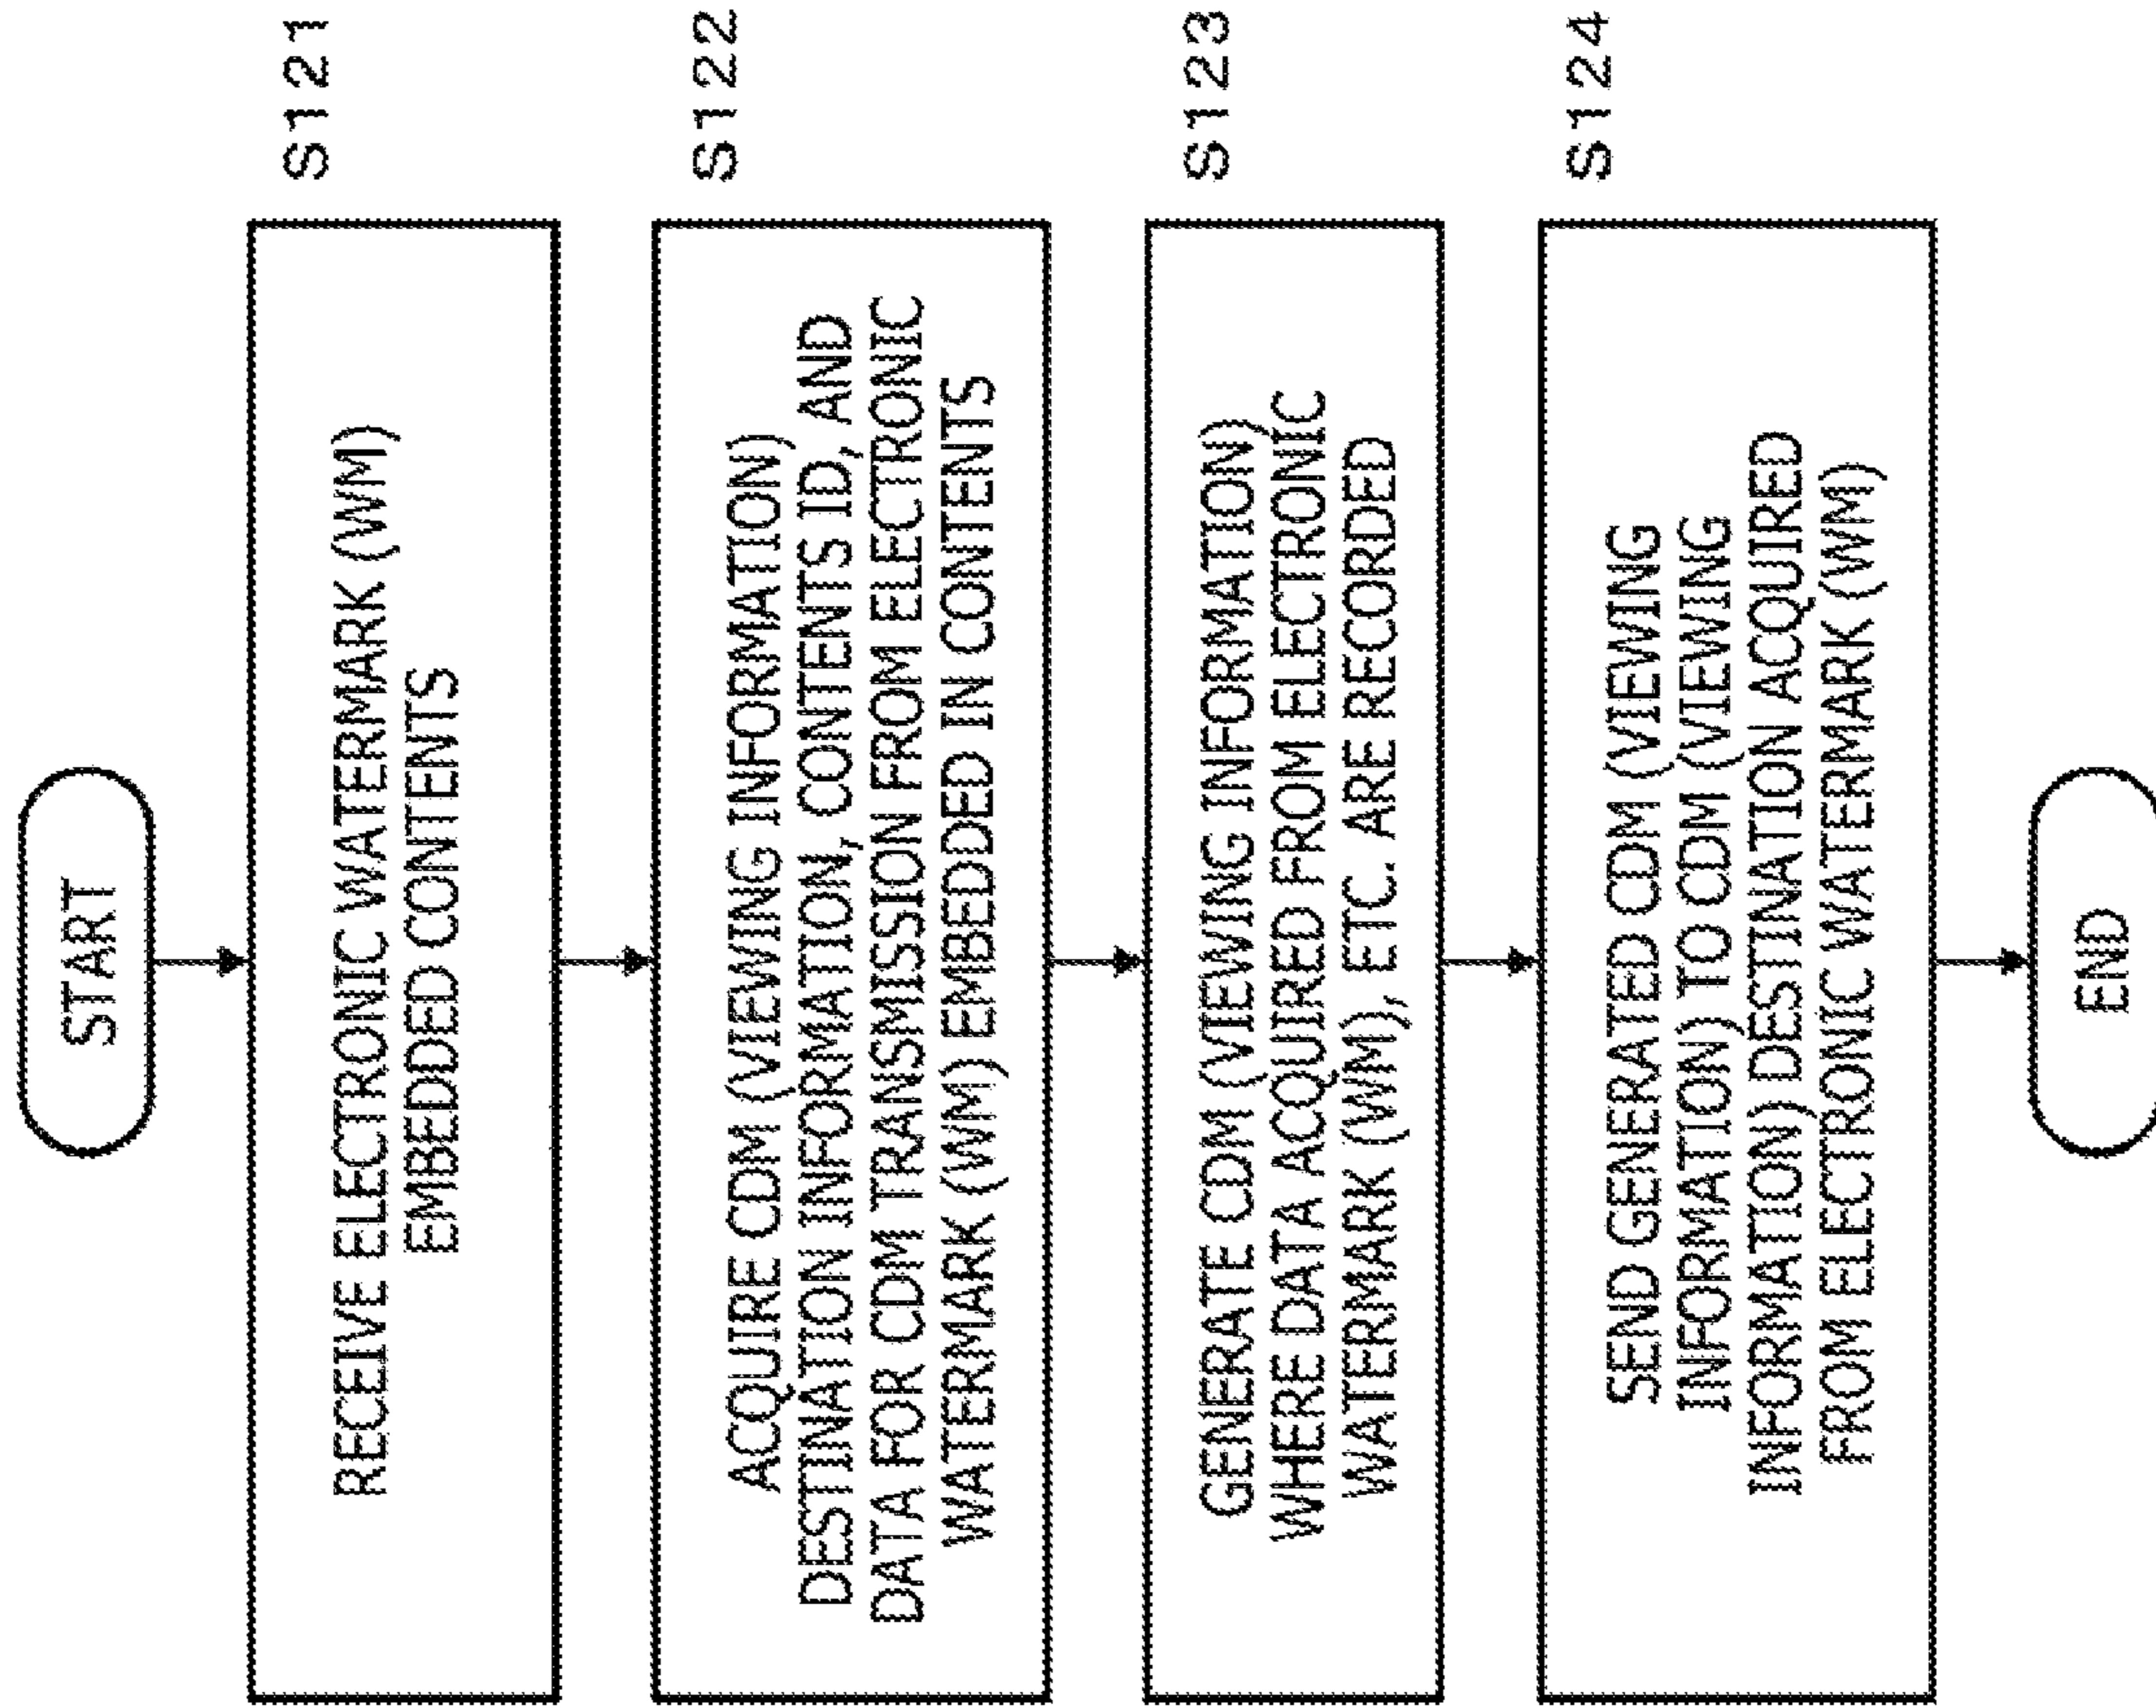 START
S121
RECEIVE ELECTRONIC WATERMARK (WM)
EMBEDDED CONTENTS
S122
ACQUIRE CDM (VIEWING INFORMATION)
DESTINATION INFORMATION, CONTENTS ID, AND
DATA FOR CDM TRANSMISSION FROM ELECTRONIC
WATERMARK (WM) EMBEDDED IN CONTENTS
S123
GENERATE CDM (VIEWING INFORMATION)
WHERE DATA ACQUIRED FROM ELECTRONIC
WATERMARK (WM), ETC. ARE RECORDED
S124
SEND GENERATED CDM (VIEWING
INFORMATION) TO CDM (VIEWING
INFORMATION) DESTINATION ACQUIRED
FROM ELECTRONIC WATERMARK (WM)
END